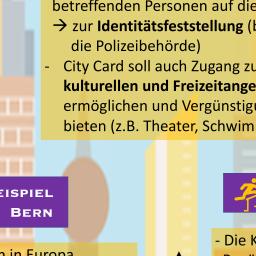 betreffenden Personen auf die
→ zur Identitätsfeststellung (
die Polizeibehörde)
- City Card soll auch Zugang zu
kulturellen und Freizeitange
ermöglichen und Vergünstig
bieten (z.B. Theater, Schwim
EISPIEL
BERN
in Europa
- Die K